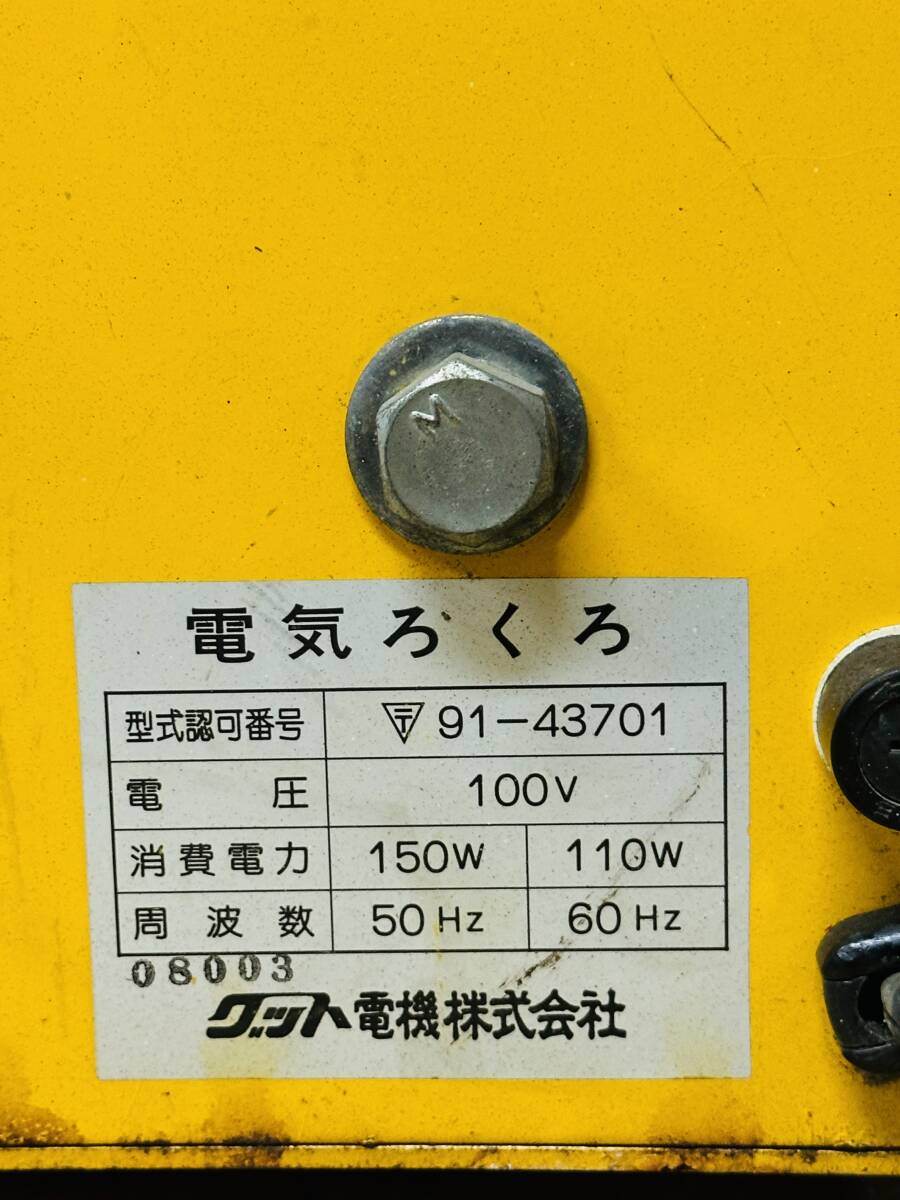 M
電気ろくろ
型式認可番号 〒 91-43701
電圧 100V
消費電力 150W 110W
周波数 50Hz 60Hz
08003
グット電機株式会社